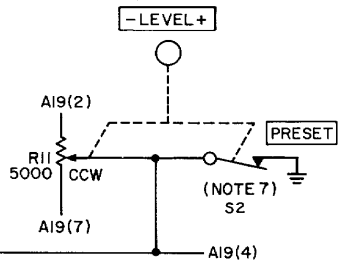 -LEVEL+
A19(2)
PRESET
R11
5000
CCW
(NOTE 7)
S2
A19(7)
A19(4)